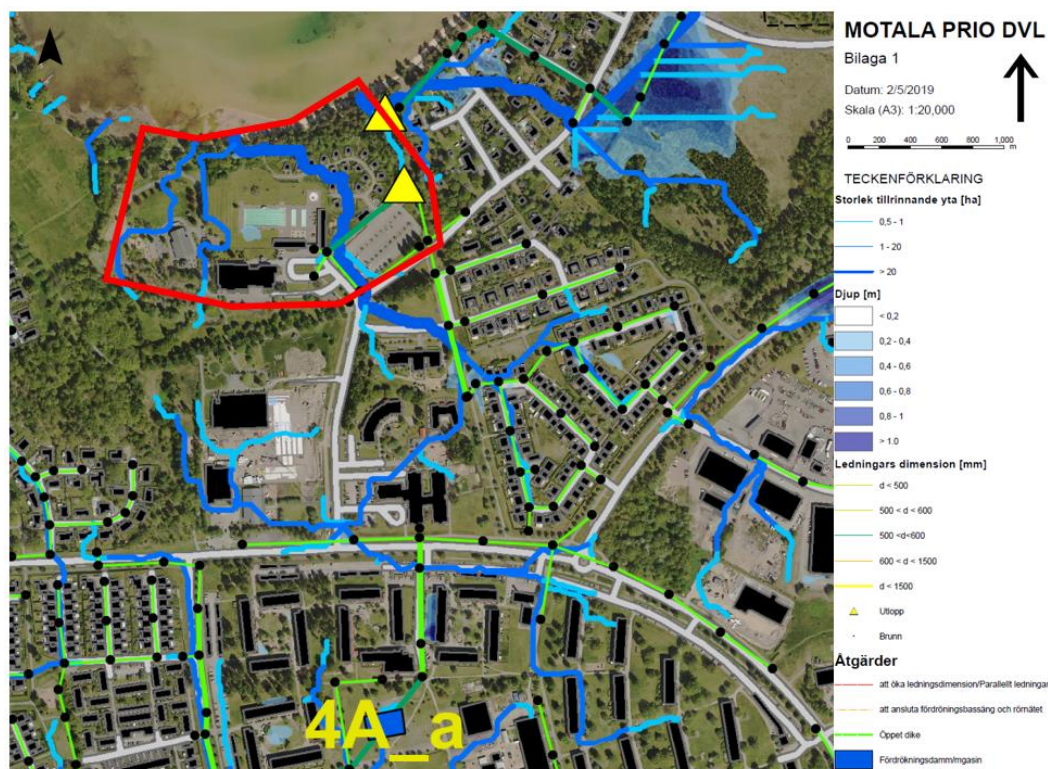 MOTALA PRIO DVL
Bilaga 1
Datum: 2/5/2019
Skala (A3): 1:20,000
0 200 400 600 800 1,000
m
TECKENFÖRKLARING
Storlek tillrinnande yta [ha]
0,5 - 1
1 - 20
> 20
Djup [m]
< 0,2
0,2 - 0,4
0,4 - 0,6
0,6 - 0,8
0,8 - 1
> 1.0
Ledningars dimension [mm]
d < 500
500 < d < 600
500 <d<600
600 < d < 1500
d < 1500
Utlopp
Brunn
Åtgärder
att öka ledningsdimension/Parallellt ledningar
att ansluta fördröningsbassäng och rörnätet
Öppet dike
Fördrökningsdamm/mgasin
4A_a